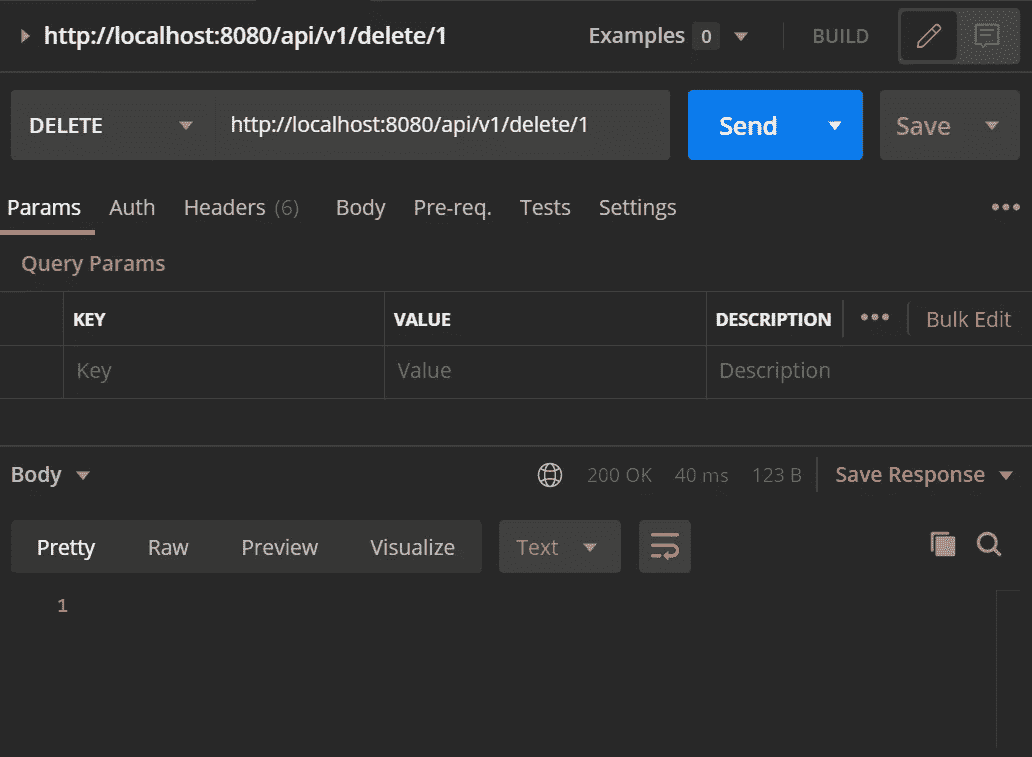 http://localhost:8080/api/v1/delete/1 Examples 0 BUILD
DELETE http://localhost:8080/api/v1/delete/1 Send Save
Params Auth Headers (6) Body Pre-req. Tests Settings
Query Params
KEY VALUE DESCRIPTION Bulk Edit
Key Value Description
Body 200 OK 40 ms 123 B Save Response
Pretty Raw Preview Visualize Text
1